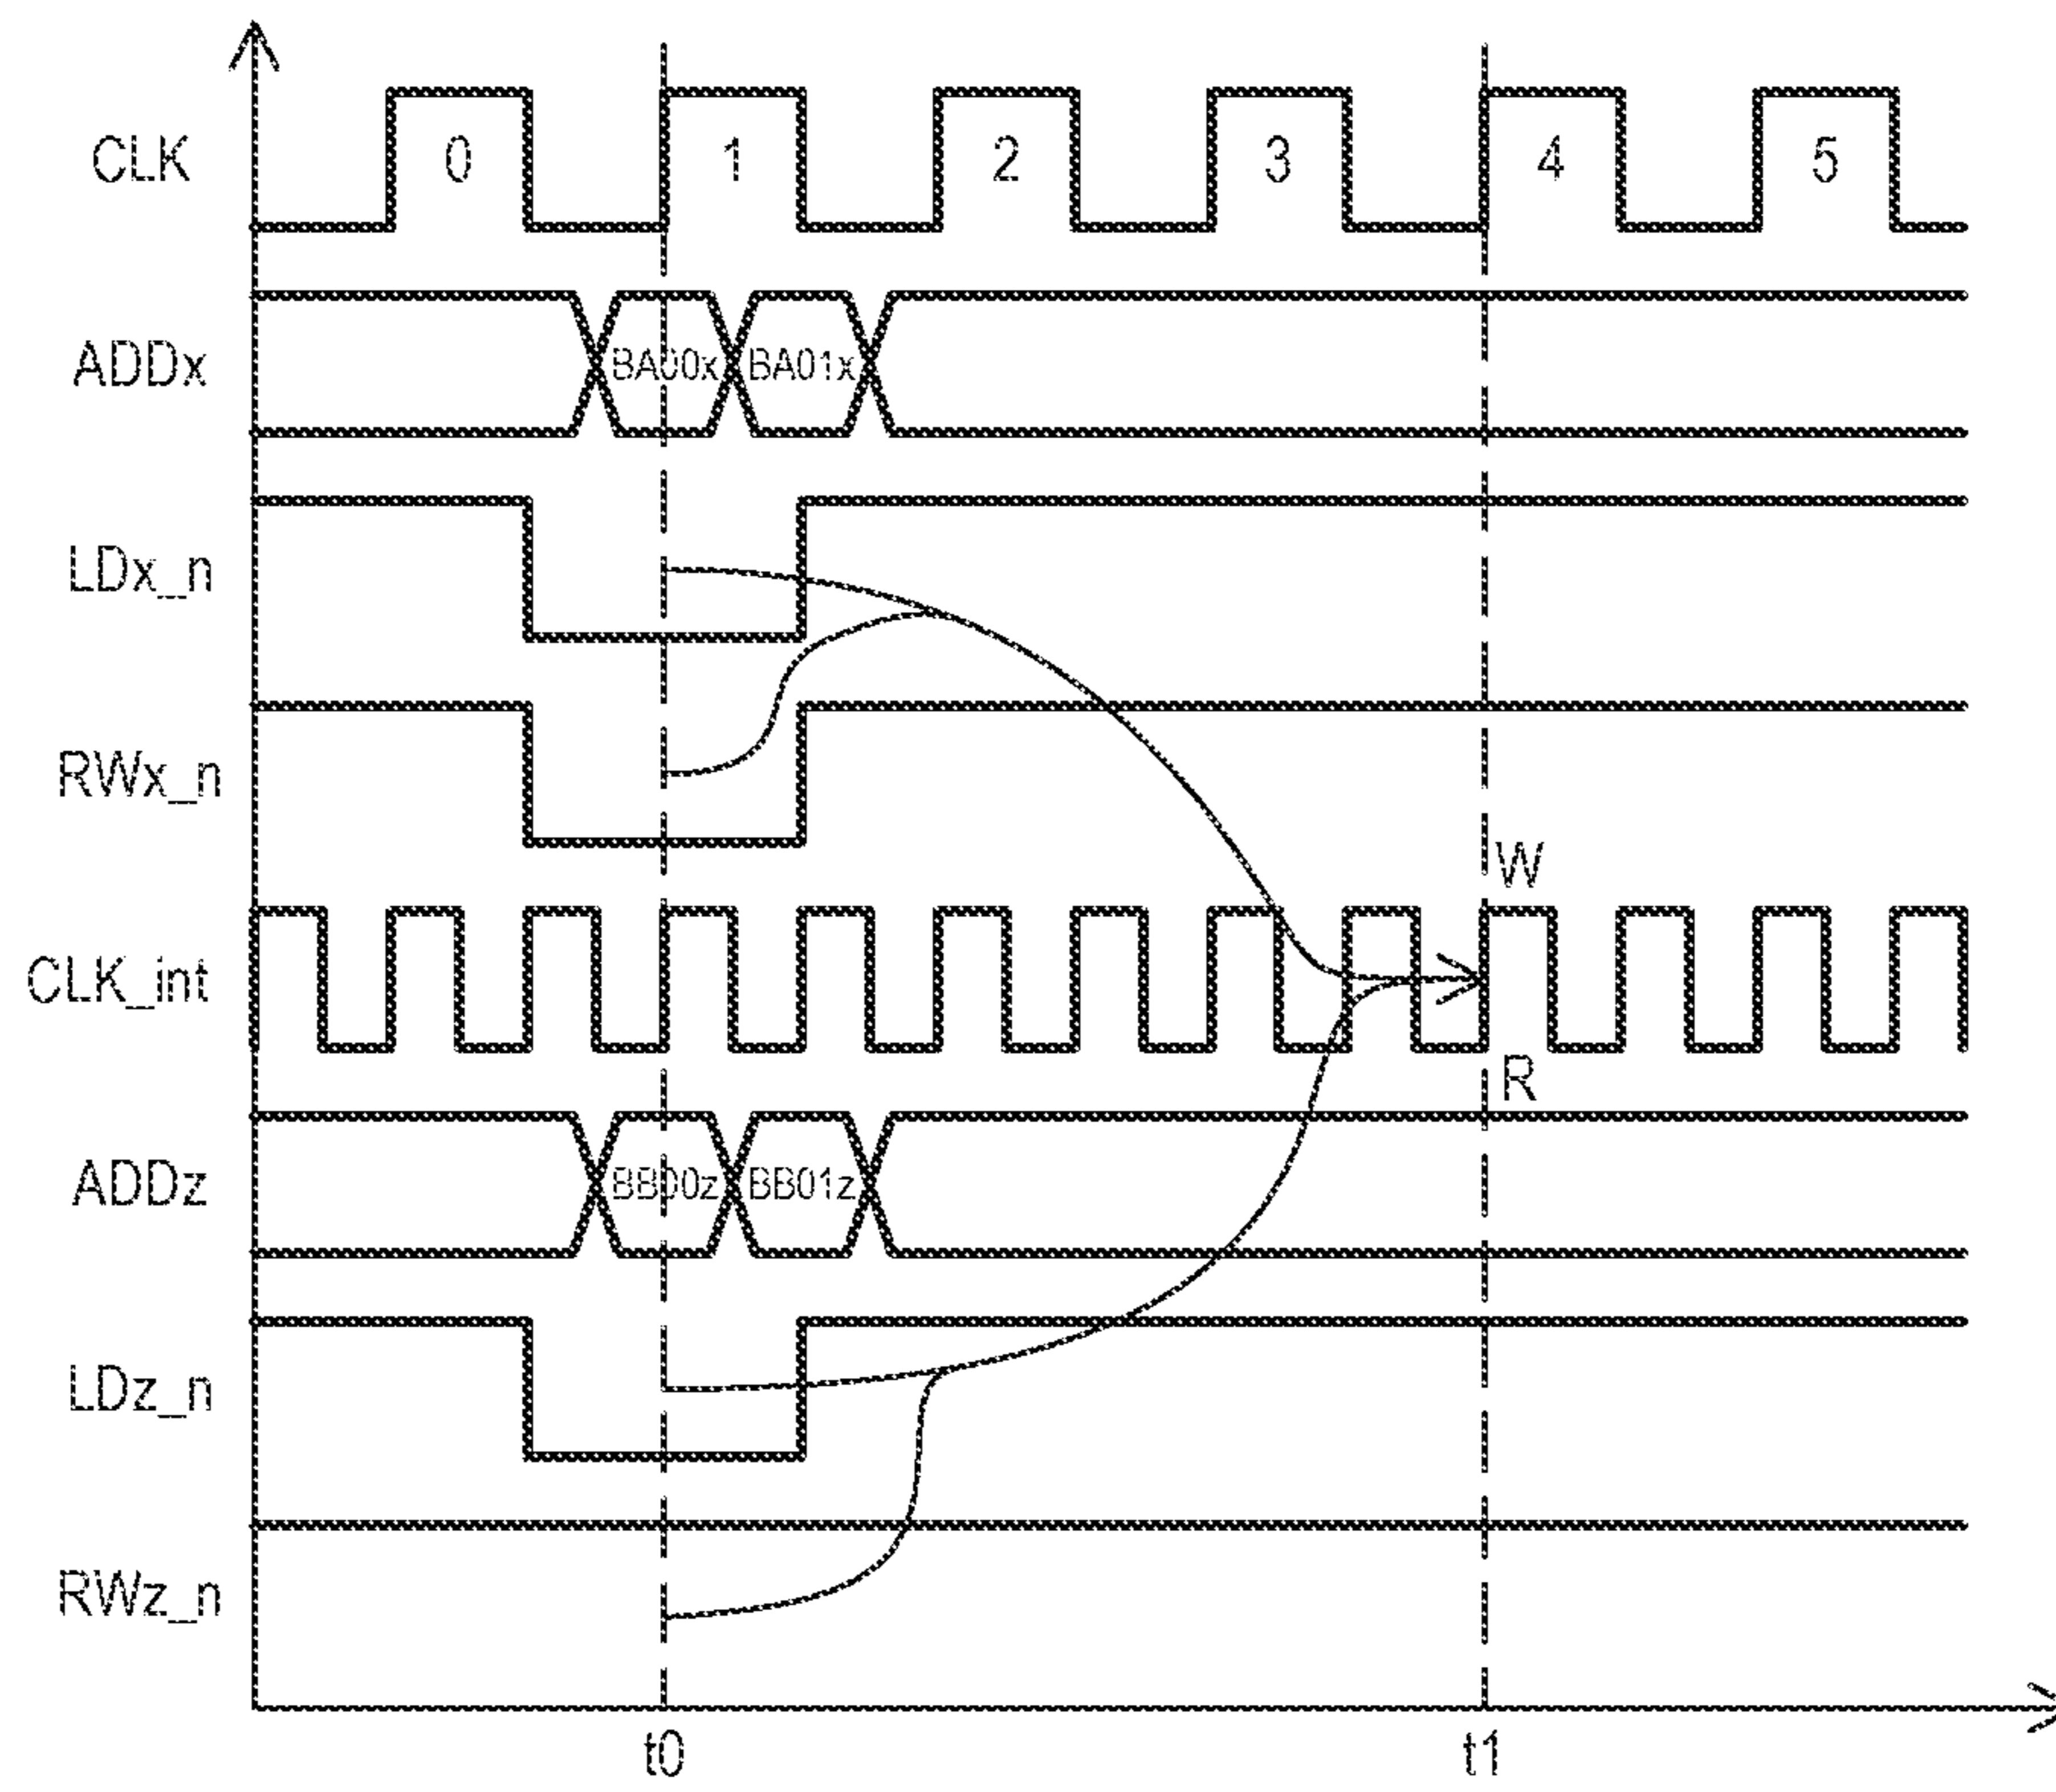 CLK 0 1 2 3 4 5
ADDx BA00x BA01x
LDx_n
RWx_n
W
CLK_int
R
ADDz BB00z BB01z
LDz_n
RWz_n
t0 t1